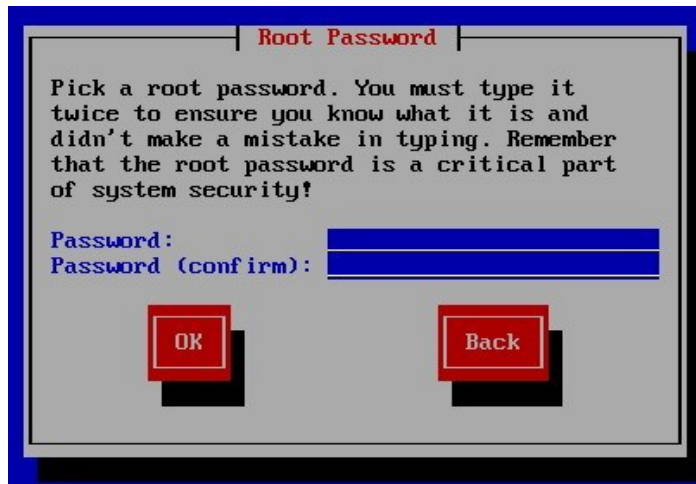 Root Password
Pick a root password. You must type it
twice to ensure you know what it is and
didn't make a mistake in typing. Remember
that the root password is a critical part
of system security!
Password:
Password (confirm):
OK Back